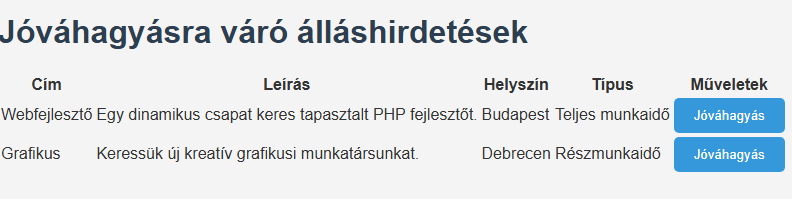 Jóváhagyásra váró álláshirdetések
Cím Leírás Helyszín Típus Műveletek
Webfejlesztő Egy dinamikus csapat keres tapasztalt PHP fejlesztőt. Budapest Teljes munkaidő Jóváhagyás
Grafikus Keressük új kreatív grafikusi munkatársunkat. Debrecen Részmunkaidő Jóváhagyás